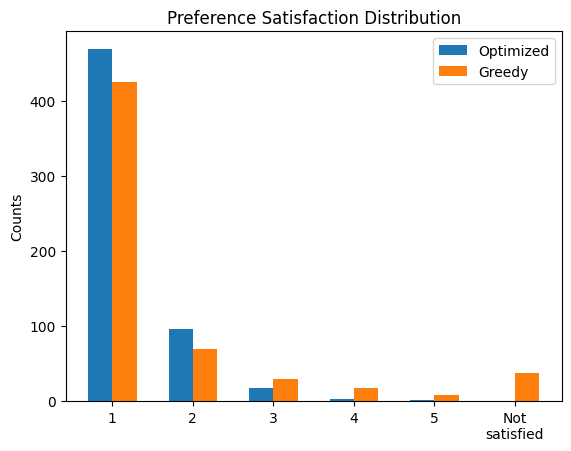 Preference Satisfaction Distribution
Optimized
Greedy
Counts
400
300
200
100
0
1 2 3 4 5 Not
satisfied